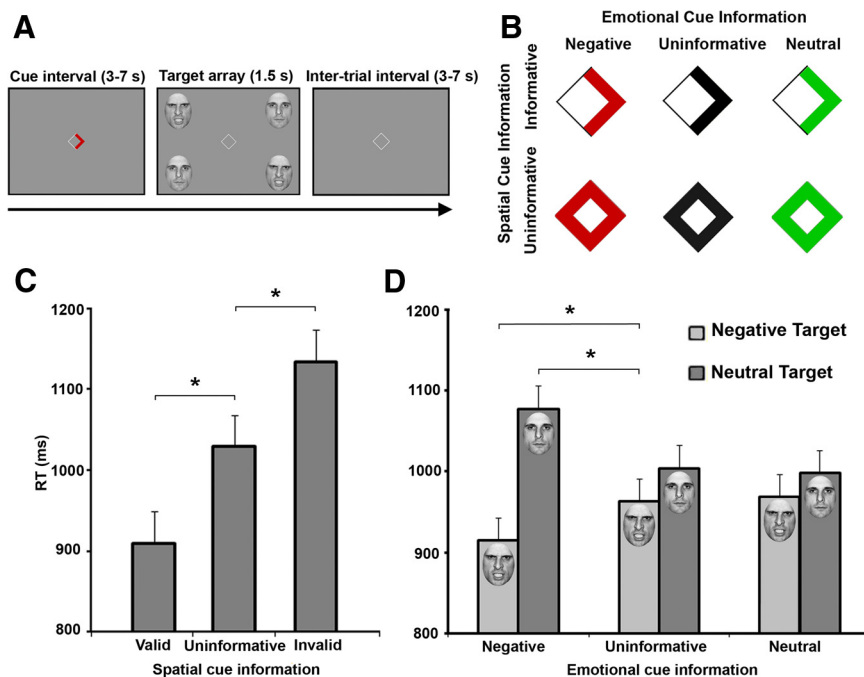 A
Cue interval (3-7 s) Target array (1.5 s) Inter-trial interval (3-7 s)
B
Emotional Cue Information
Negative Uninformative Neutral
Spatial Cue Information
Informative
Uninformative
C
1200
1100
1000
900
800
RT (ms)
*
*
Valid Uninformative Invalid
Spatial cue information
D
1200
1100
1000
900
800
*
*
Negative Target
Neutral Target
Negative Uninformative Neutral
Emotional cue information